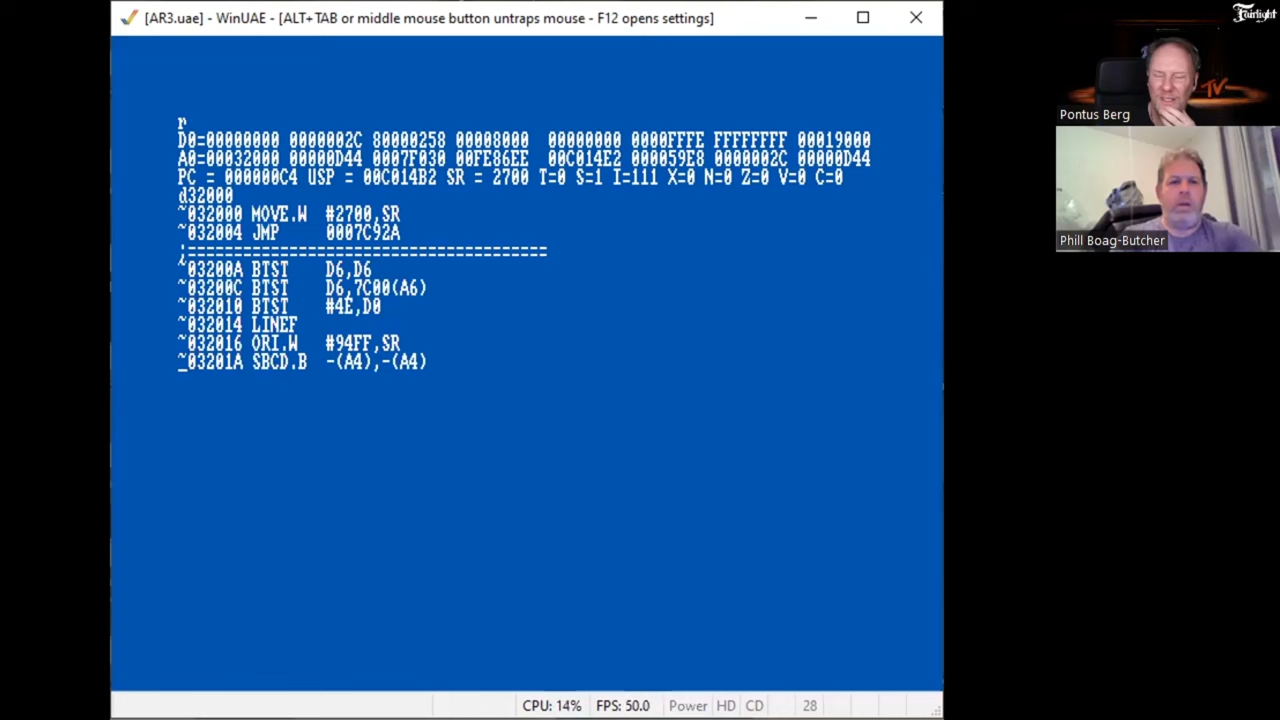 [AR3.uae] - WinUAE - [ALT+TAB or middle mouse button untraps mouse - F12 opens settings]
r
D0=00000000 0000002C 80000258 00008000 00000000 0000FFFE FFFFFFFF 00019000
A0=00032000 00000D44 0007F030 00FE86EE 00C014E2 000059E8 0000002C 00000D44
PC = 000000C4 USP = 00C014B2 SR = 2700 T=0 S=1 I=111 X=0 N=0 Z=0 V=0 C=0
d32000
~032000 MOVE.W #2700,SR
~032004 JMP 0007C92A
;=======================================
~03200A BTST D6,D6
~03200C BTST D6,7C00(A6)
~032010 BTST #4E,D0
~032014 LINEF
~032016 ORI.W #94FF,SR
~03201A SBCD.B -(A4),-(A4)
CPU: 14% FPS: 50.0 Power HD CD 28
Fairlight
TV
Pontus Berg
Phill Boag-Butcher